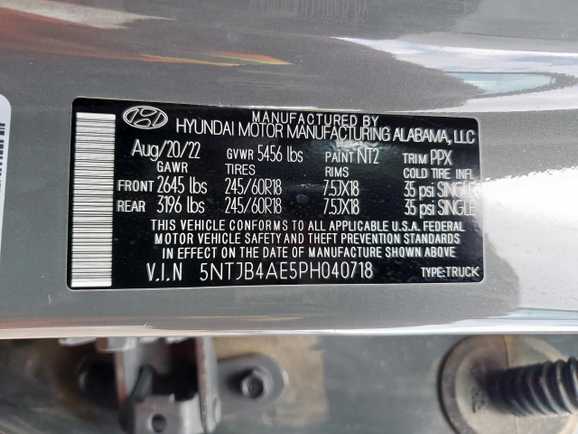 MANUFACTURED BY
HYUNDAI MOTOR MANUFACTURING ALABAMA, LLC
Aug/20/22 GVWR 5456 lbs PAINT NT2 TRIM PPX
GAWR TIRES RIMS COLD TIRE INFL
FRONT 2645 lbs 245/60R18 7.5JX18 35 psi SINGLE
REAR 3196 lbs 245/60R18 7.5JX18 35 psi SINGLE
THIS VEHICLE CONFORMS TO ALL APPLICABLE U.S.A. FEDERAL
MOTOR VEHICLE SAFETY AND THEFT PREVENTION STANDARDS
IN EFFECT ON THE DATE OF MANUFACTURE SHOWN ABOVE.
V.I.N 5NTJB4AE5PH040718 TYPE:TRUCK